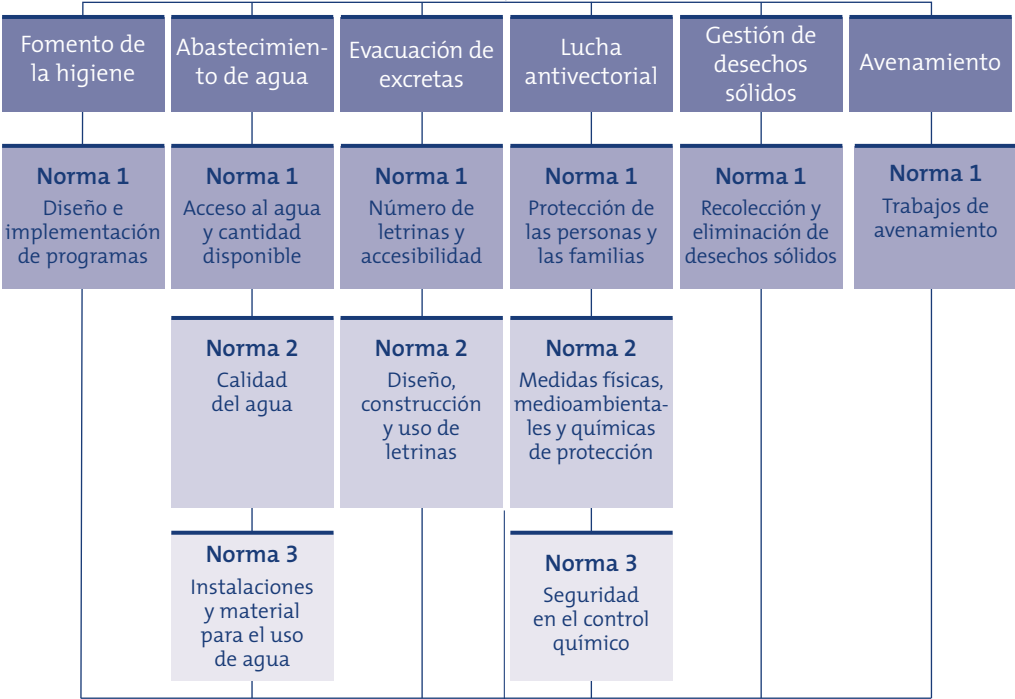 Fomento de
la higiene
Abastecimien-
to de agua
Evacuación de
excretas
Lucha
antivectorial
Gestión de
desechos
sólidos
Avenamiento
Norma 1
Diseño e
implementación
de programas
Norma 1
Acceso al agua
y cantidad
disponible
Norma 1
Número de
letrinas y
accesibilidad
Norma 1
Protección de
las personas y
las familias
Norma 1
Recolección y
eliminación de
desechos sólidos
Norma 1
Trabajos de
avenamiento
Norma 2
Calidad
del agua
Norma 2
Diseño,
construcción
y uso de
letrinas
Norma 2
Medidas físicas,
medioambienta-
les y químicas
de protección
Norma 3
Instalaciones
y material
para el uso
de agua
Norma 3
Seguridad
en el control
químico